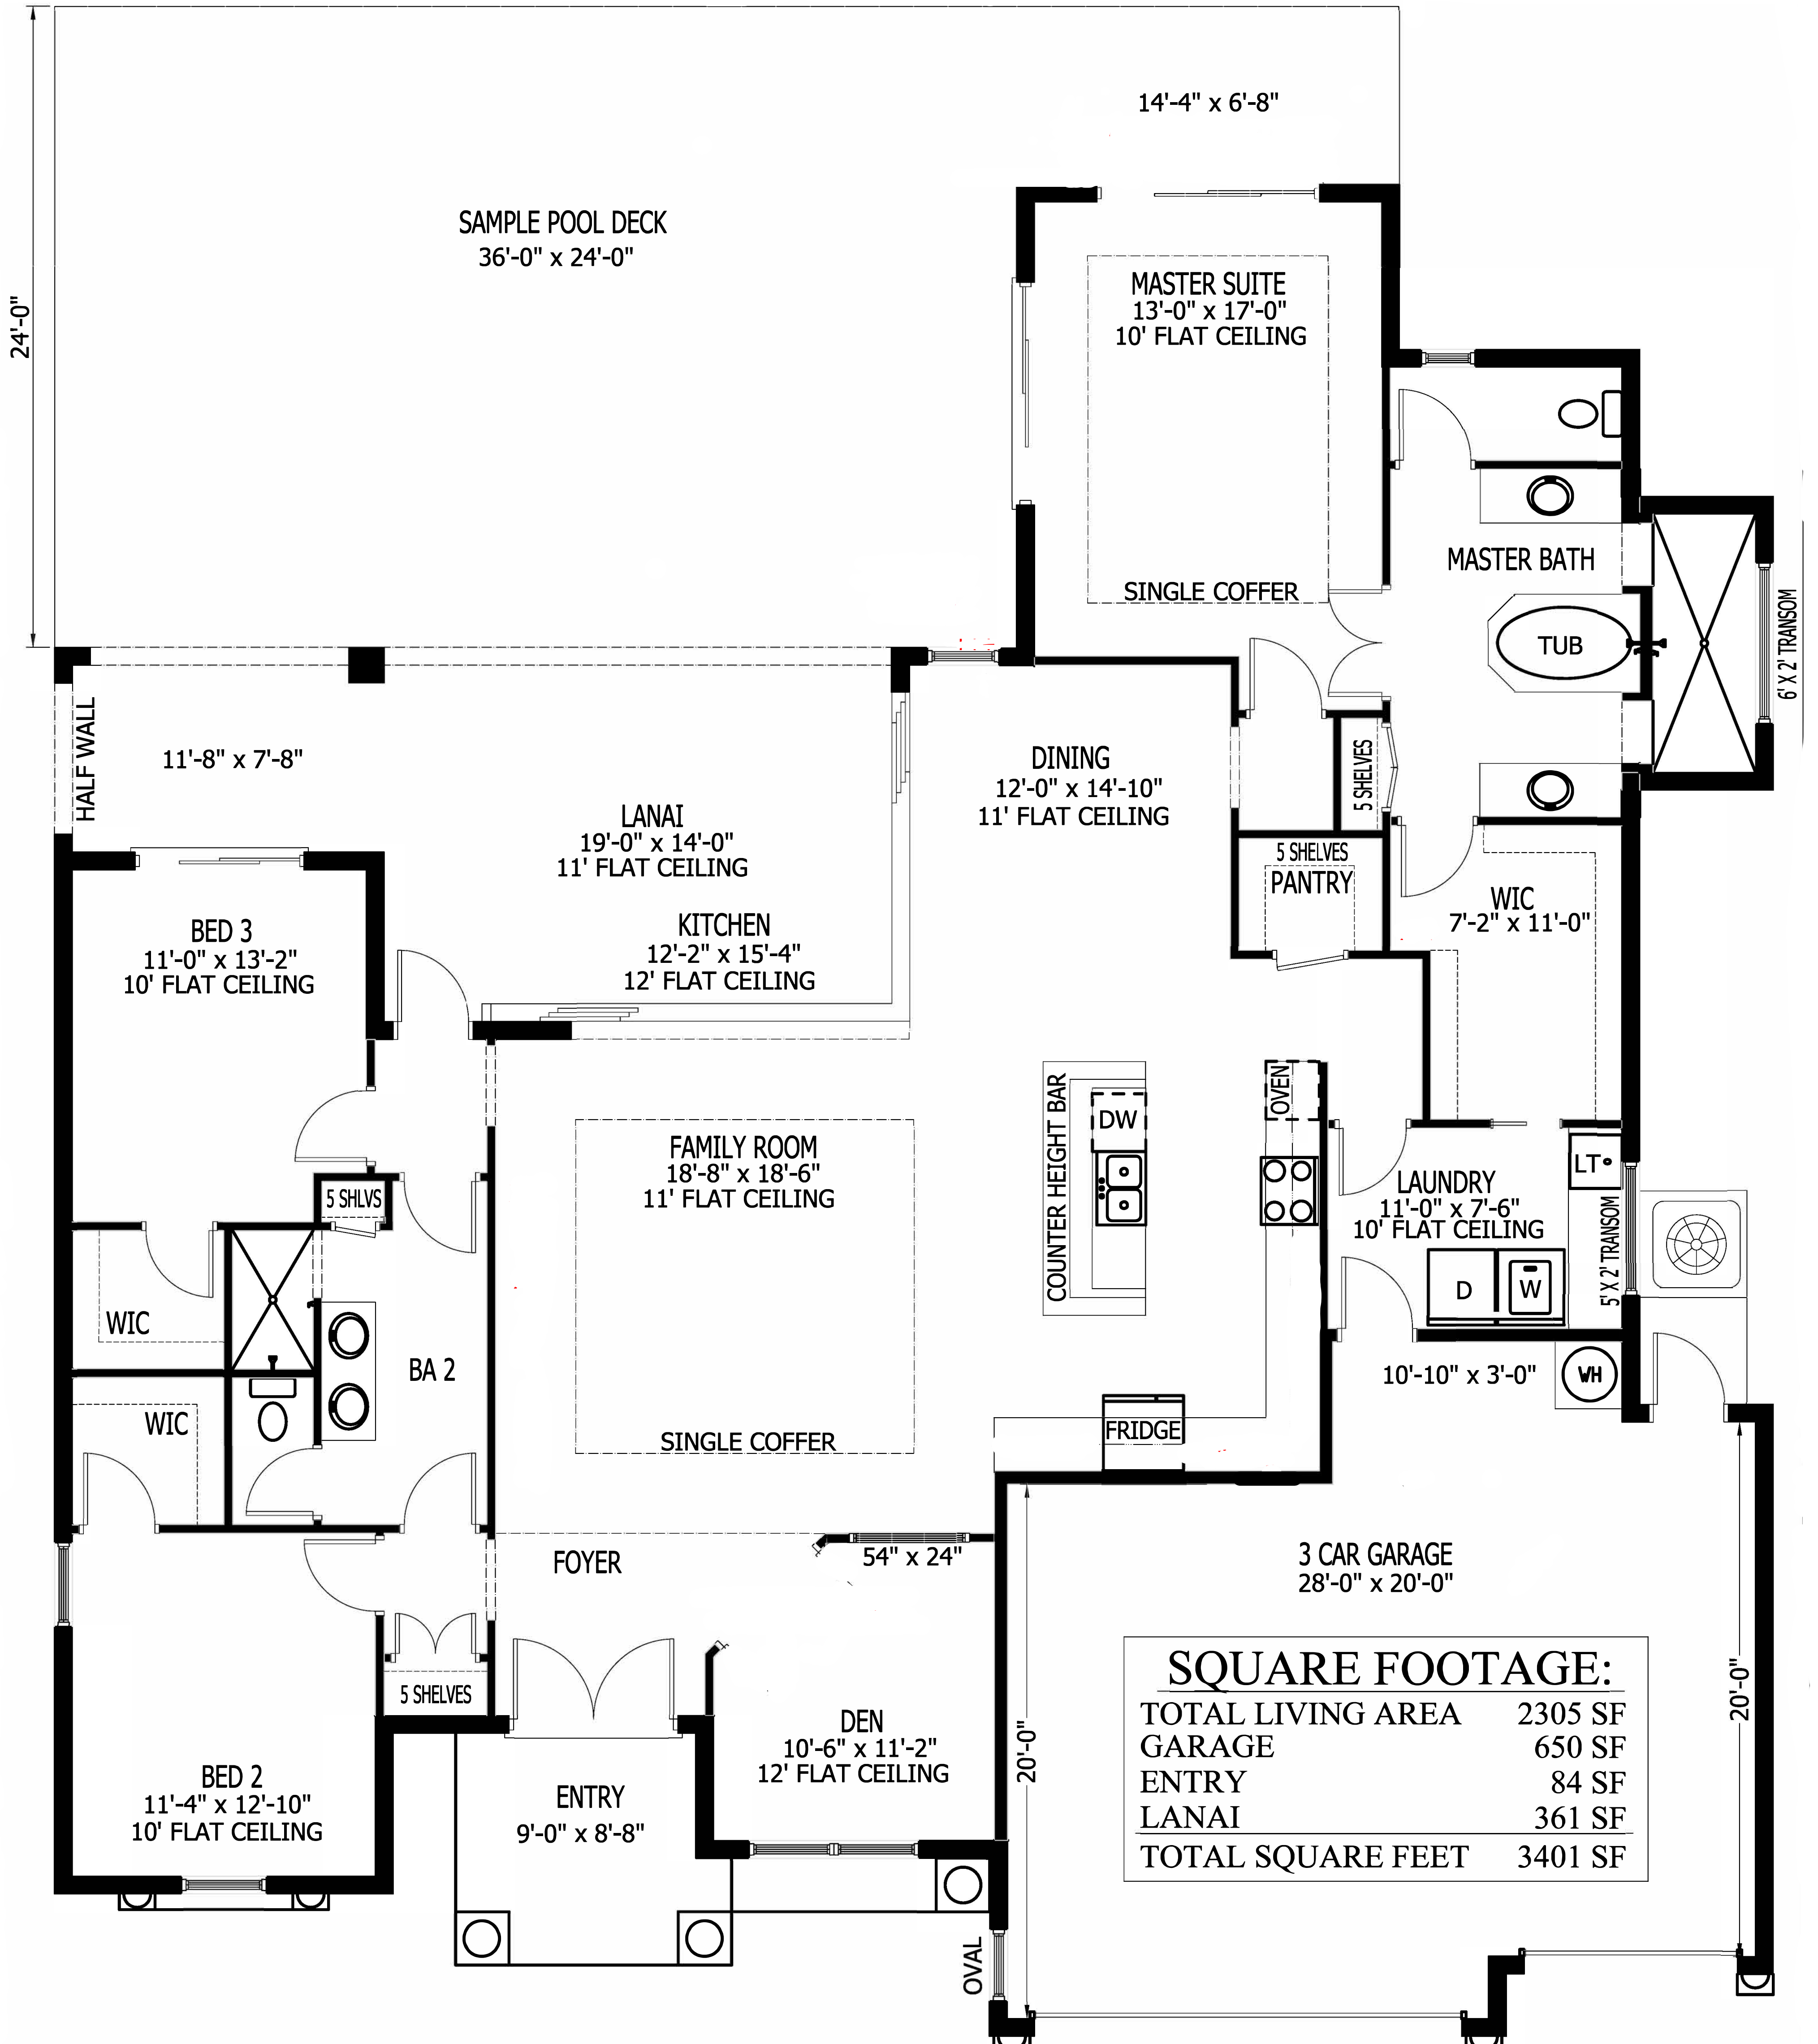 14'-4" x 6'-8"
SAMPLE POOL DECK
36'-0" x 24'-0"
24'-0"
MASTER SUITE
13'-0" x 17'-0"
10' FLAT CEILING
SINGLE COFFER
MASTER BATH
TUB
6' X 2' TRANSOM
HALF WALL
11'-8" x 7'-8"
LANAI
19'-0" x 14'-0"
11' FLAT CEILING
DINING
12'-0" x 14'-10"
11' FLAT CEILING
5 SHELVES
5 SHELVES
PANTRY
WIC
7'-2" x 11'-0"
KITCHEN
12'-2" x 15'-4"
12' FLAT CEILING
BED 3
11'-0" x 13'-2"
10' FLAT CEILING
FAMILY ROOM
18'-8" x 18'-6"
11' FLAT CEILING
SINGLE COFFER
COUNTER HEIGHT BAR
DW
OVEN
LAUNDRY
11'-0" x 7'-6"
10' FLAT CEILING
LT
5' X 2' TRANSOM
D
W
5 SHLVS
WIC
BA 2
WIC
10'-10" x 3'-0"
WH
FRIDGE
FOYER
54" x 24"
3 CAR GARAGE
28'-0" x 20'-0"
5 SHELVES
DEN
10'-6" x 11'-2"
12' FLAT CEILING
BED 2
11'-4" x 12'-10"
10' FLAT CEILING
ENTRY
9'-0" x 8'-8"
20'-0"
20'-0"
OVAL
SQUARE FOOTAGE:
TOTAL LIVING AREA 2305 SF
GARAGE 650 SF
ENTRY 84 SF
LANAI 361 SF
TOTAL SQUARE FEET 3401 SF